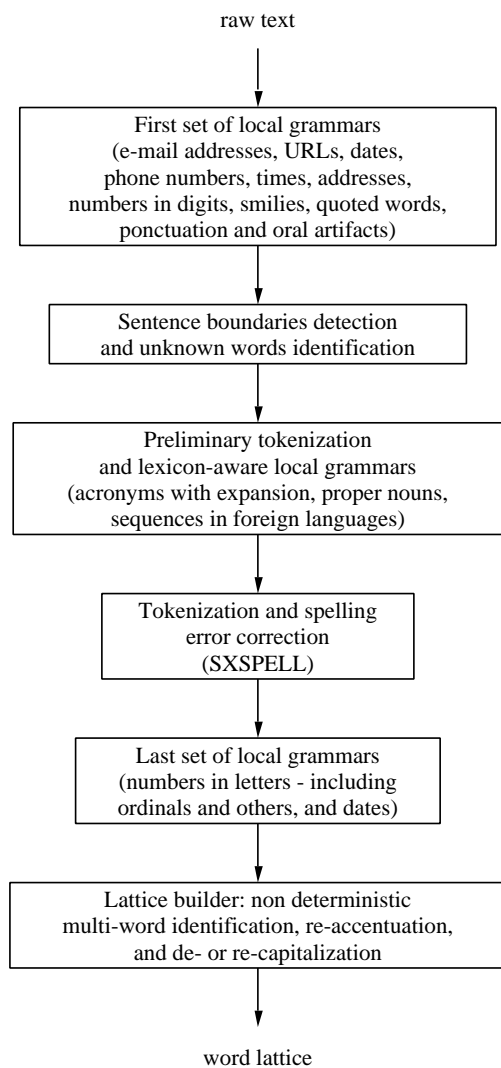 raw text
First set of local grammars
(e-mail addresses, URLs, dates,
phone numbers, times, addresses,
numbers in digits, smilies, quoted words,
ponctuation and oral artifacts)
Sentence boundaries detection
and unknown words identification
Preliminary tokenization
and lexicon-aware local grammars
(acronyms with expansion, proper nouns,
sequences in foreign languages)
Tokenization and spelling
error correction
(SXSPELL)
Last set of local grammars
(numbers in letters - including
ordinals and others, and dates)
Lattice builder: non deterministic
multi-word identification, re-accentuation,
and de- or re-capitalization
word lattice